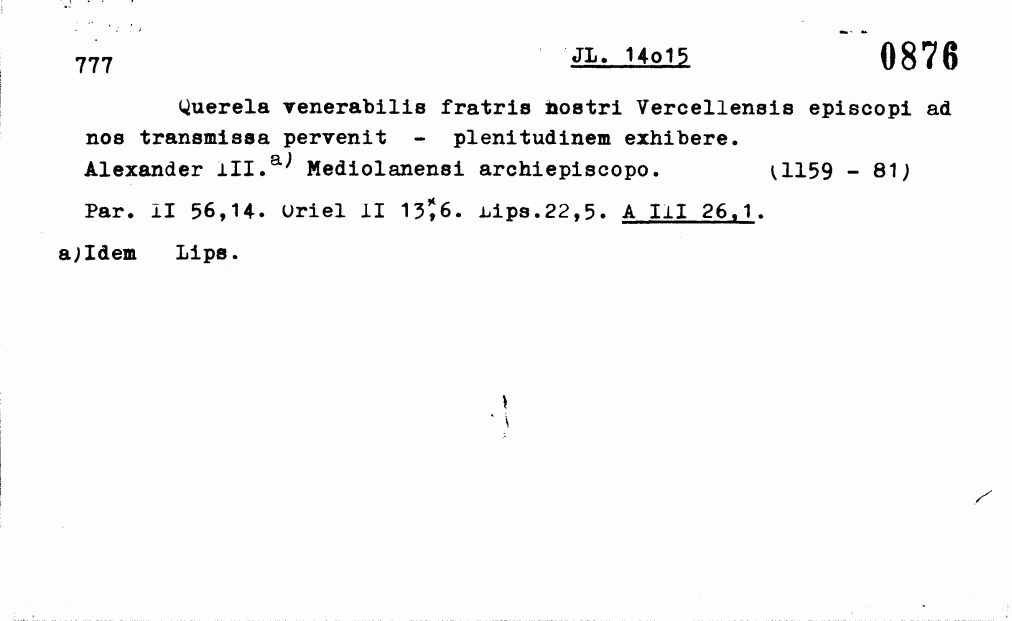 777 JL. 14o15 0876
Querela venerabilis fratris nostri Vercellensis episcopi ad
nos transmissa pervenit - plenitudinem exhibere.
Alexander III.a) Mediolanensi archiepiscopo. (1159 - 81)
Par. II 56,14. Oriel II 13*,6. Lips.22,5. A III 26,1.
a)Idem Lips.